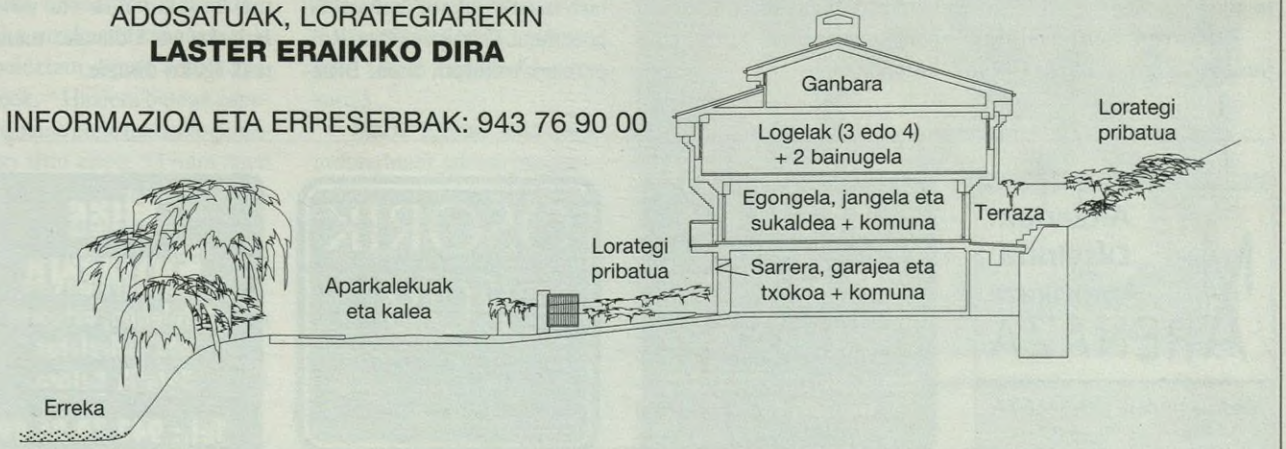 ADOSATUAK, LORATEGIAREKIN
LASTER ERAIKIKO DIRA
INFORMAZIOA ETA ERRESERBAK: 943 76 90 00
Ganbara
Logelak (3 edo 4)
+ 2 bainugela
Egongela, jangela eta
sukaldea + komuna
Terraza
Lorategi
pribatua
Sarrera, garajea eta
txokoa + komuna
Lorategi
pribatua
Aparkalekuak
eta kalea
Erreka